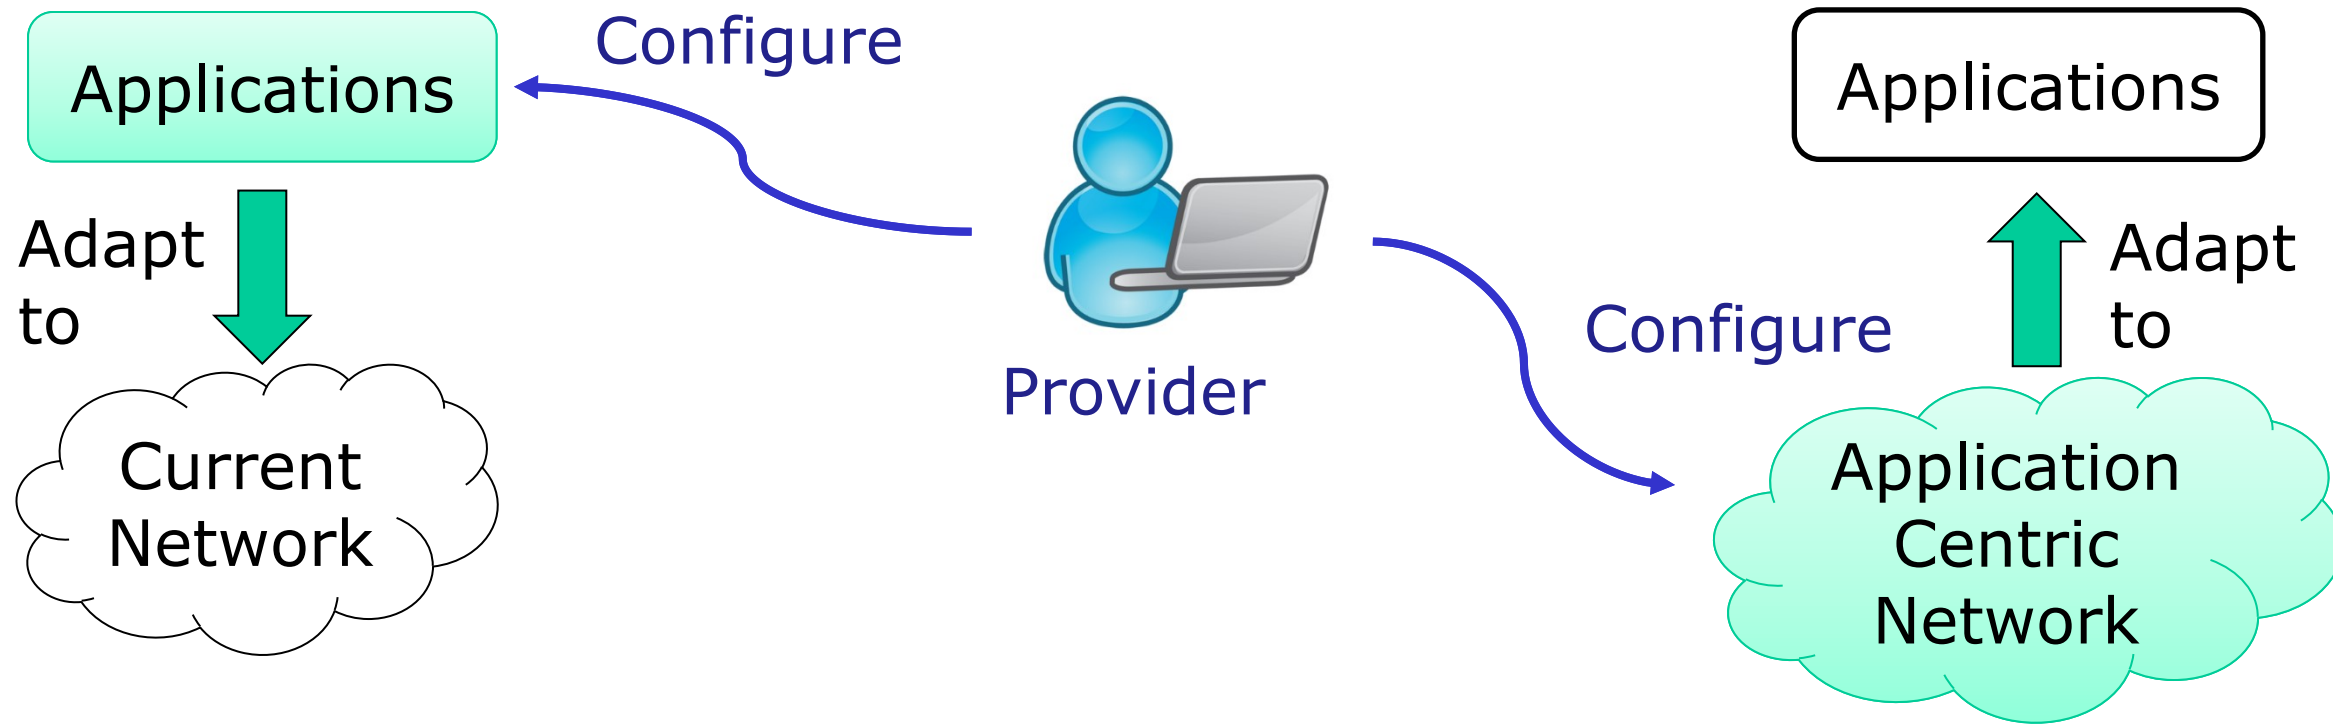 Applications
Configure
Adapt
to
Current
Network
Provider
Configure
Applications
Adapt
to
Application
Centric
Network